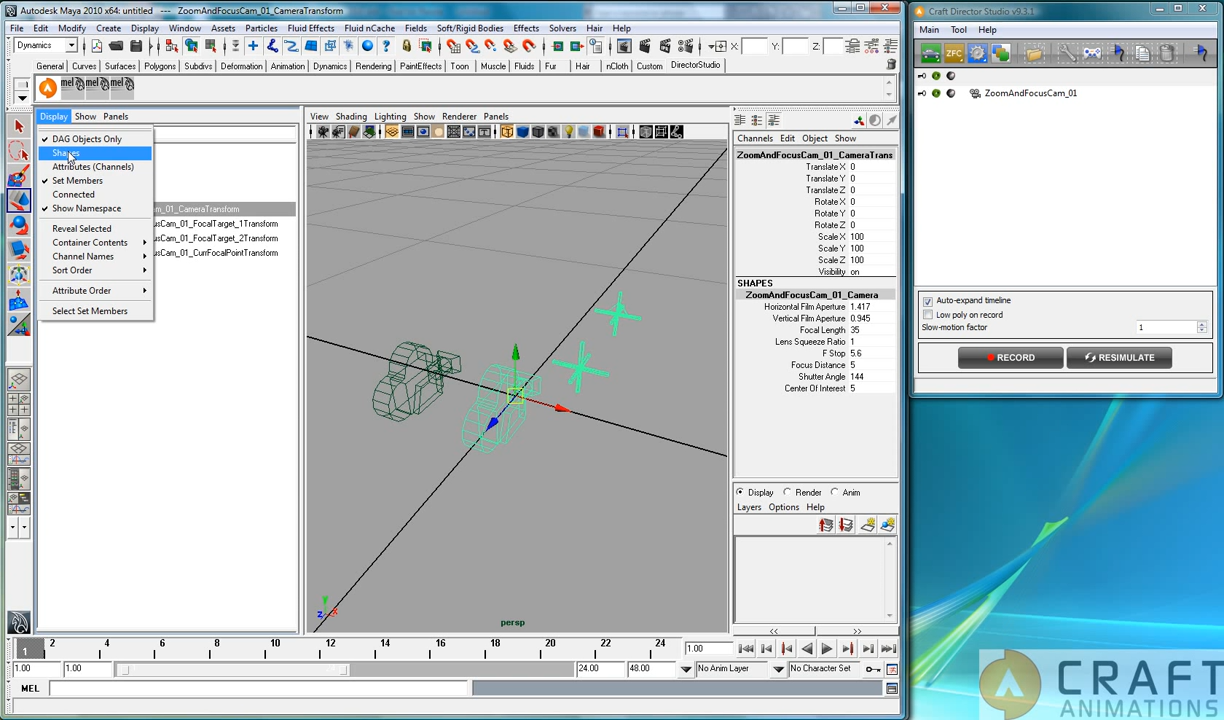 Autodesk Maya 2010 x64: untitled --- ZoomAndFocusCam_01_CameraTransform
File Edit Modify Create Display Window Assets Particles Fluid Effects Fluid nCache Fields Soft/Rigid Bodies Effects Solvers Hair Help
Dynamics X: Y: Z:
General Curves Surfaces Polygons Subdivs Deformation Animation Dynamics Rendering PaintEffects Toon Muscle Fluids Fur Hair nCloth Custom DirectorStudio
mel mel mel
Display Show Panels
DAG Objects Only
Shapes
Attributes (Channels)
Set Members
Connected
Show Namespace
Reveal Selected
Container Contents
Channel Names
Sort Order
Attribute Order
Select Set Members
m_01_CameraTransform
usCam_01_FocalTarget_1Transform
usCam_01_FocalTarget_2Transform
usCam_01_CurrFocalPointTransform
View Shading Lighting Show Renderer Panels
persp
y
z x
Channels Edit Object Show
ZoomAndFocusCam_01_CameraTrans
Translate X 0
Translate Y 0
Translate Z 0
Rotate X 0
Rotate Y 0
Rotate Z 0
Scale X 100
Scale Y 100
Scale Z 100
Visibility on
SHAPES
ZoomAndFocusCam_01_Camera
Horizontal Film Aperture 1.417
Vertical Film Aperture 0.945
Focal Length 35
Lens Squeeze Ratio 1
F Stop 5.6
Focus Distance 5
Shutter Angle 144
Center Of Interest 5
Display Render Anim
Layers Options Help
<< >>
1 2 4 6 8 10 12 14 16 18 20 22 24 1.00
1.00 1.00 24.00 48.00 No Anim Layer No Character Set
MEL
Craft Director Studio v9.3.1
Main Tool Help
ZFC
ZoomAndFocusCam_01
Auto-expand timeline
Low poly on record
Slow-motion factor 1
RECORD RESIMULATE
CRAFT
ANIMATIONS